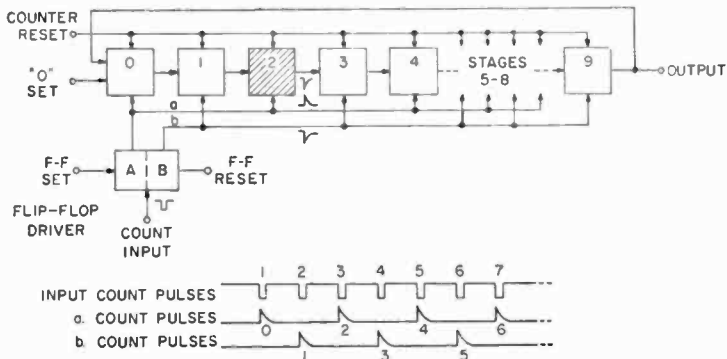 COUNTER
RESET
"O"
SET
0
1
2
3
4
STAGES
5-8
9
OUTPUT
a
b
F-F
SET
A
B
F-F
RESET
FLIP-FLOP
DRIVER
COUNT
INPUT
1 2 3 4 5 6 7
INPUT COUNT PULSES
a. COUNT PULSES
0 2 4 6
b. COUNT PULSES
1 3 5